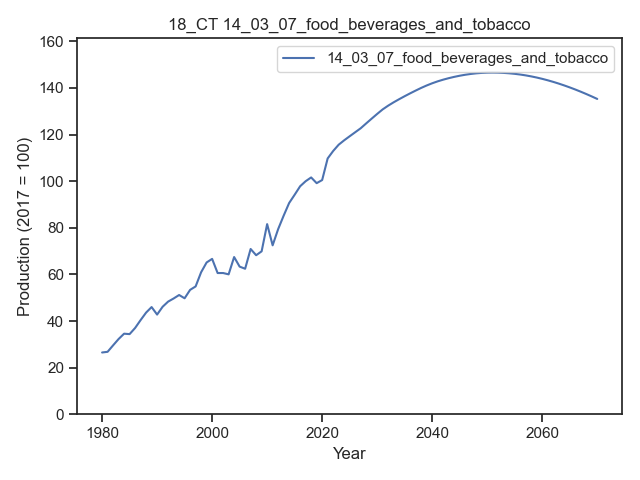 18_CT 14_03_07_food_beverages_and_tobacco
14_03_07_food_beverages_and_tobacco
Production (2017 = 100)
160
140
120
100
80
60
40
20
0
1980 2000 2020 2040 2060
Year